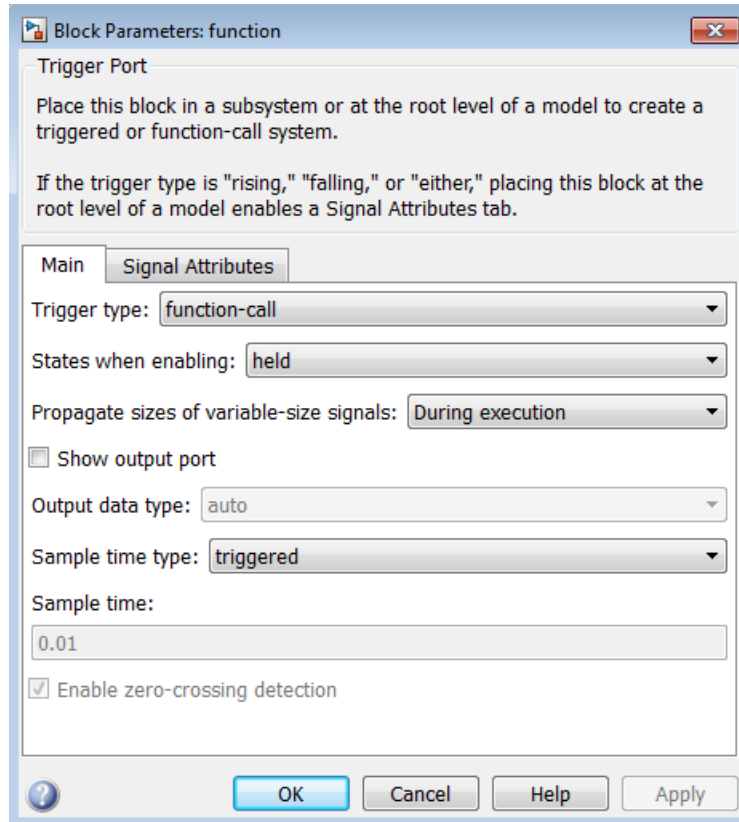 Block Parameters: function
Trigger Port
Place this block in a subsystem or at the root level of a model to create a
triggered or function-call system.
If the trigger type is "rising," "falling," or "either," placing this block at the
root level of a model enables a Signal Attributes tab.
Main Signal Attributes
Trigger type: function-call
States when enabling: held
Propagate sizes of variable-size signals: During execution
Show output port
Output data type: auto
Sample time type: triggered
Sample time:
0.01
Enable zero-crossing detection
? OK Cancel Help Apply